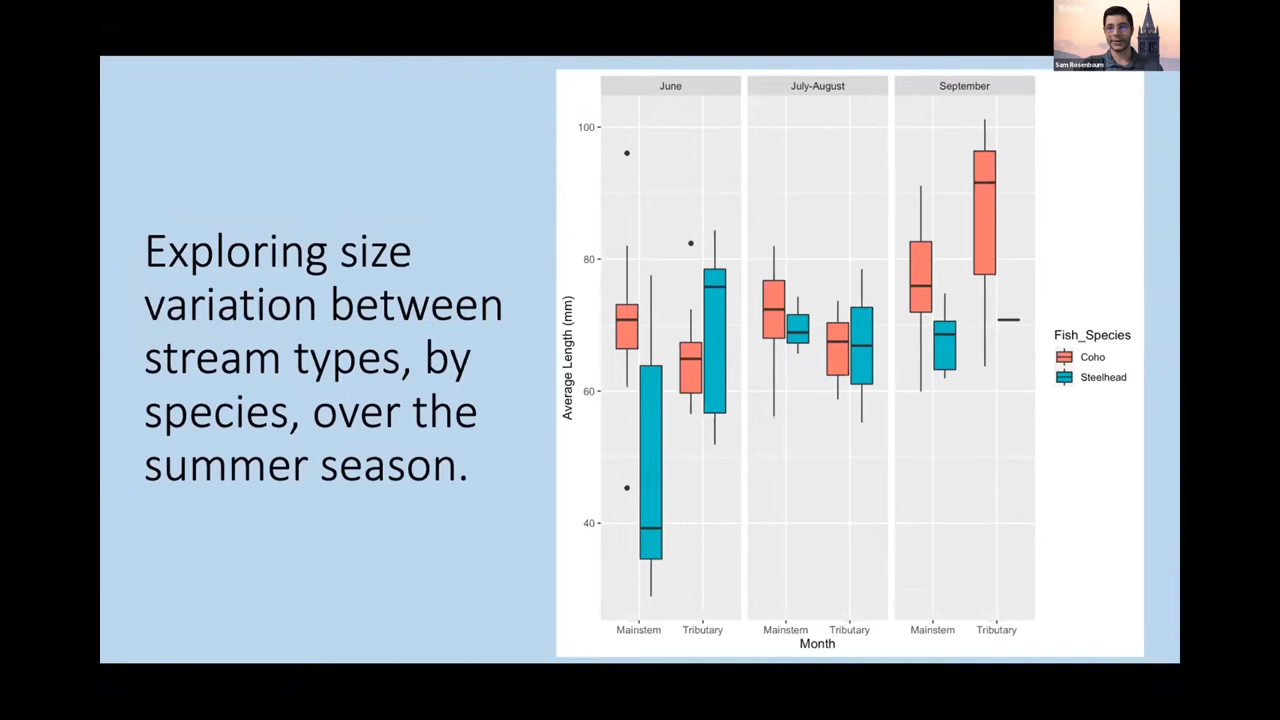 Sam Rosenbaum
Exploring size
variation between
stream types, by
species, over the
summer season.
June
July-August
September
100
80
60
40
Average Length (mm)
Mainstem
Tributary
Mainstem
Tributary
Mainstem
Tributary
Month
Fish_Species
Coho
Steelhead